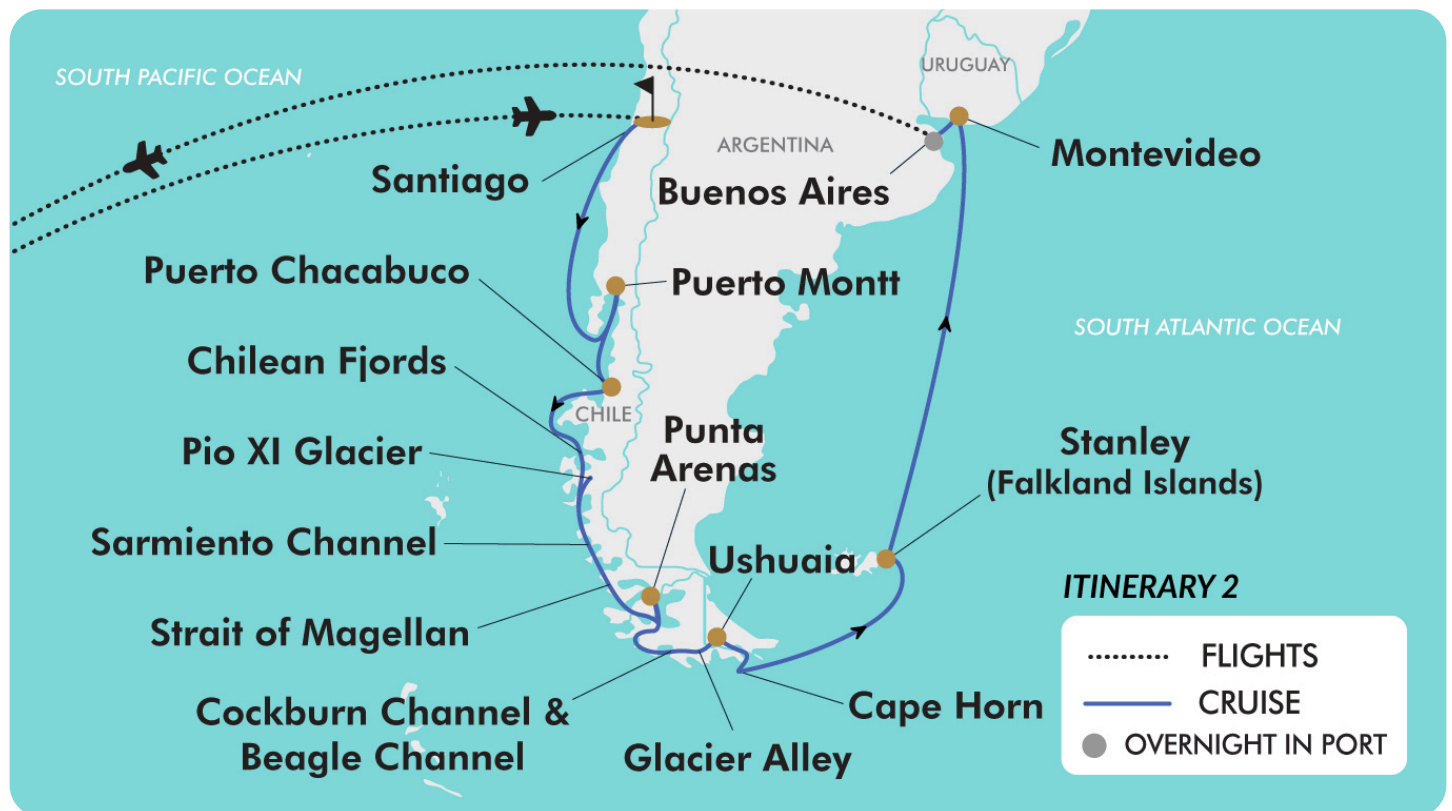 SOUTH PACIFIC OCEAN
URUGUAY
ARGENTINA
Montevideo
Santiago
Buenos Aires
Puerto Chacabuco
Puerto Montt
SOUTH ATLANTIC OCEAN
Chilean Fjords
CHILE
Punta
Arenas
Pio XI Glacier
Stanley
(Falkland Islands)
Sarmiento Channel
Ushuaia
Strait of Magellan
Cockburn Channel &
Beagle Channel
Glacier Alley
Cape Horn
ITINERARY 2
FLIGHTS
CRUISE
OVERNIGHT IN PORT